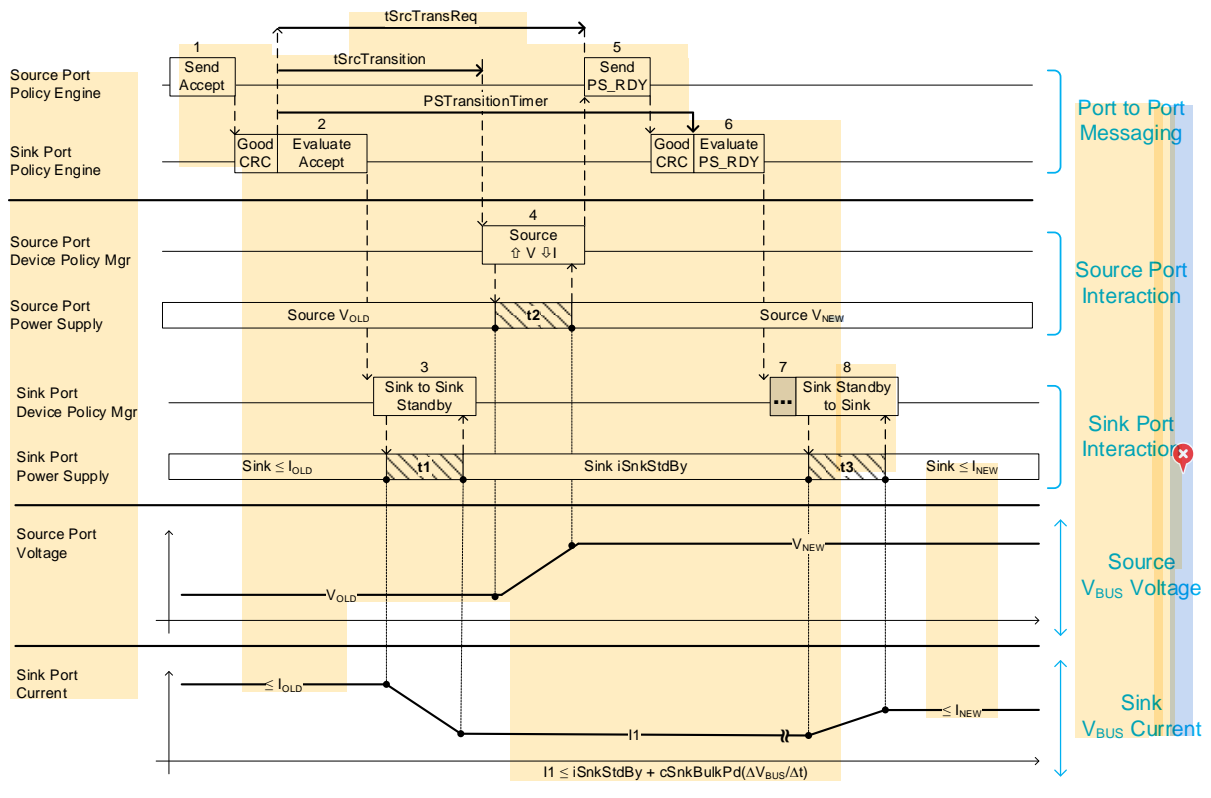 tSrcTransReq
1
5
Send
Accept
tSrcTransition
Send
PS_RDY
Source Port
Policy Engine
Port to Port
Messaging
PSTransitionTimer
2
6
Good
CRC
Evaluate
Accept
Good
CRC
Evaluate
PS_RDY
Sink Port
Policy Engine
4
Source
⇧ V ⇩I
Source Port
Device Policy Mgr
Source Port
Interaction
Source Port
Power Supply
Source VOLD
t2
Source VNEW
3
7
8
Sink to Sink
Standby
...
Sink Standby
to Sink
Sink Port
Device Policy Mgr
Sink Port
Interaction
Sink Port
Power Supply
Sink ≤ IOLD
t1
Sink iSnkStdBy
t3
Sink ≤ INEW
Source Port
Voltage
VNEW
VOLD
Source
VBUS Voltage
Sink Port
Current
≤ IOLD
≤ INEW
I1
Sink
VBUS Current
I1 ≤ iSnkStdBy + cSnkBulkPd(ΔVBUS/Δt)